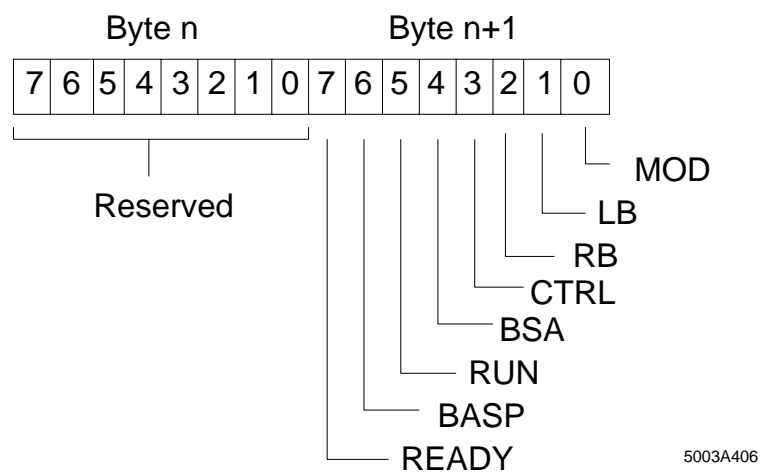 Byte n Byte n+1
7 6 5 4 3 2 1 0 7 6 5 4 3 2 1 0
MOD
Reserved
LB
RB
CTRL
BSA
RUN
BASP
READY 5003A406